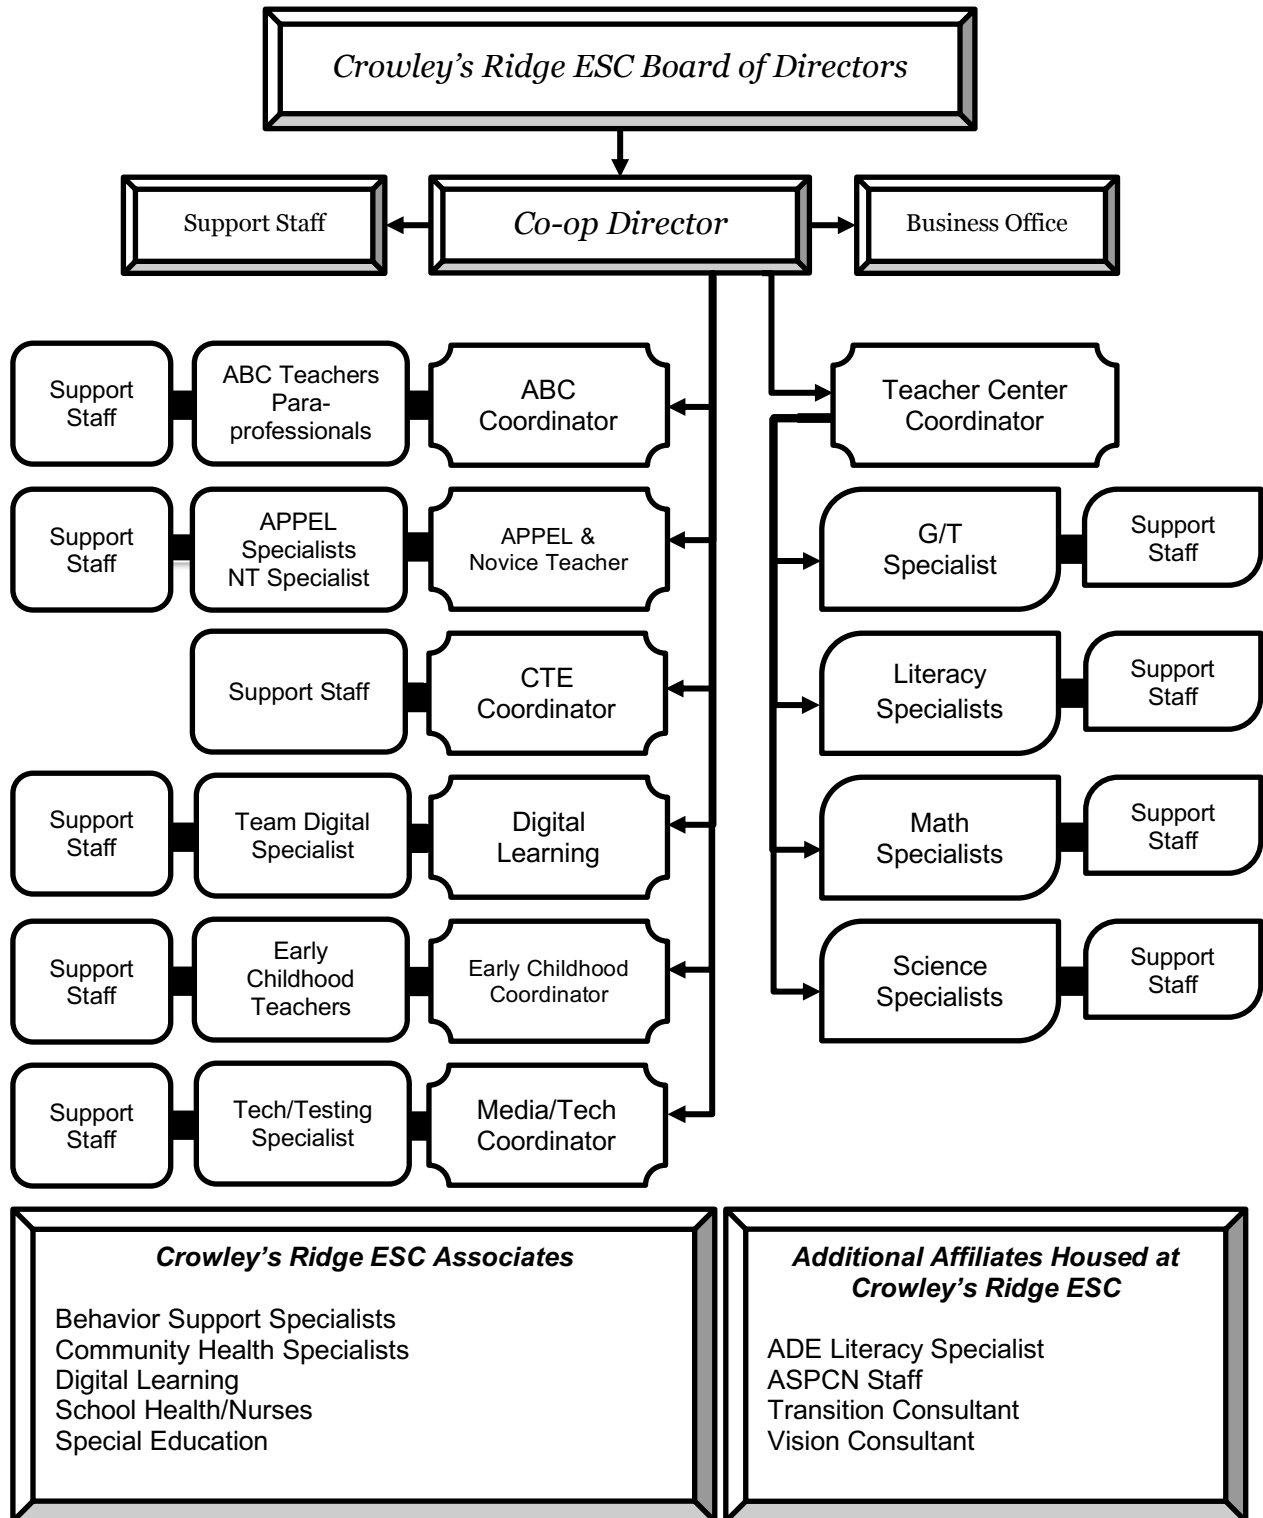 Crowley’s Ridge ESC Board of Directors
Support Staff
Co-op Director
Business Office
Support
Staff
ABC Teachers
Para-
professionals
ABC
Coordinator
Teacher Center
Coordinator
Support
Staff
APPEL
Specialists
NT Specialist
APPEL &
Novice Teacher
G/T
Specialist
Support
Staff
Support Staff
CTE
Coordinator
Literacy
Specialists
Support
Staff
Support
Staff
Team Digital
Specialist
Digital
Learning
Math
Specialists
Support
Staff
Support
Staff
Early
Childhood
Teachers
Early Childhood
Coordinator
Science
Specialists
Support
Staff
Support
Staff
Tech/Testing
Specialist
Media/Tech
Coordinator
Crowley’s Ridge ESC Associates
Behavior Support Specialists
Community Health Specialists
Digital Learning
School Health/Nurses
Special Education
Additional Affiliates Housed at
Crowley’s Ridge ESC
ADE Literacy Specialist
ASPCN Staff
Transition Consultant
Vision Consultant